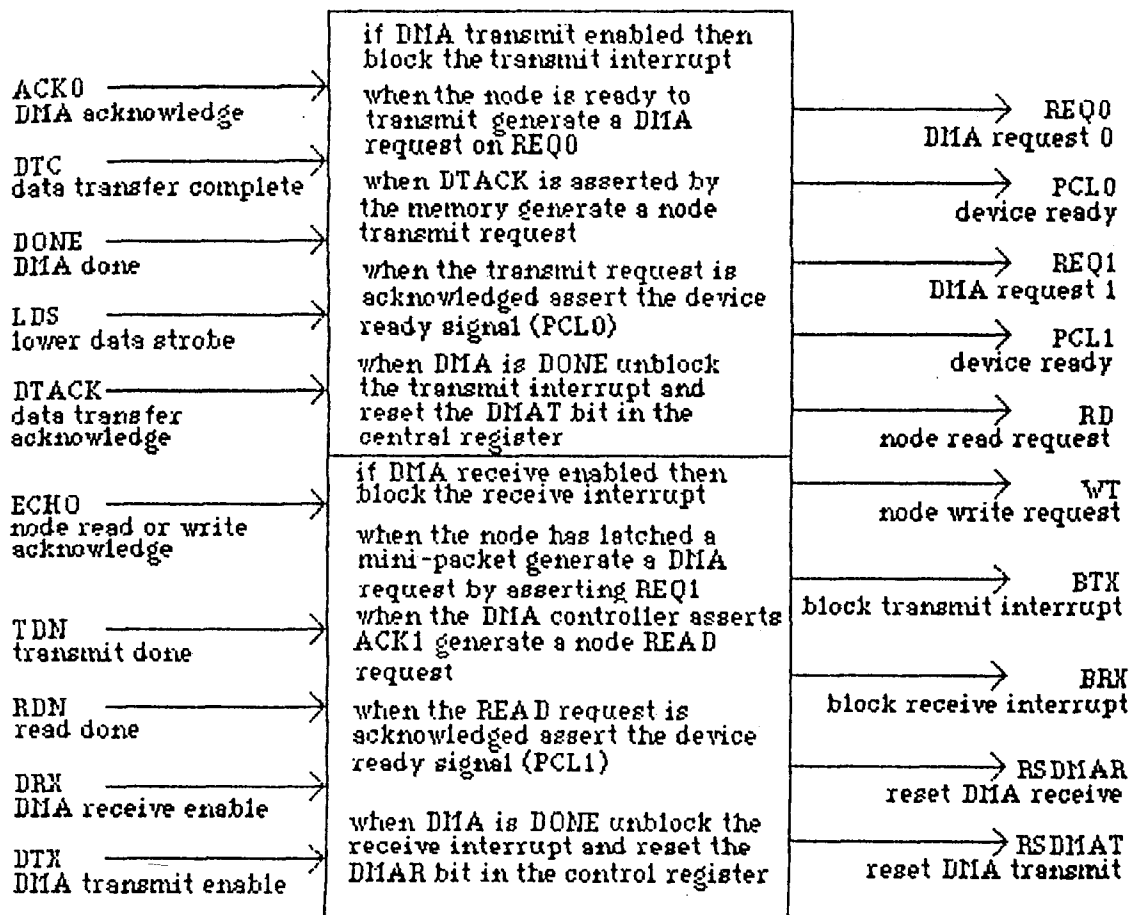 ACK0
DMA acknowledge
DTC
data transfer complete
DONE
DMA done
LDS
lower data strobe
DTACK
data transfer
acknowledge
ECHO
node read or write
acknowledge
TDN
transmit done
RDN
read done
DRX
DMA receive enable
DTX
DMA transmit enable
if DMA transmit enabled then
block the transmit interrupt
when the node is ready to
transmit generate a DMA
request on REQ0
when DTACK is asserted by
the memory generate a node
transmit request
when the transmit request is
acknowledged assert the device
ready signal (PCL0)
when DMA is DONE unblock
the transmit interrupt and
reset the DMAT bit in the
central register
if DMA receive enabled then
block the receive interrupt
when the node has latched a
mini-packet generate a DMA
request by asserting REQ1
when the DMA controller asserts
ACK1 generate a node READ
request
when the READ request is
acknowledged assert the device
ready signal (PCL1)
when DMA is DONE unblock the
receive interrupt and reset the
DMAR bit in the control register
REQ0
DMA request 0
PCL0
device ready
REQ1
DMA request 1
PCL1
device ready
RD
node read request
WT
node write request
BTX
block transmit interrupt
BRX
block receive interrupt
RSDMAR
reset DMA receive
RSDMAT
reset DMA transmit